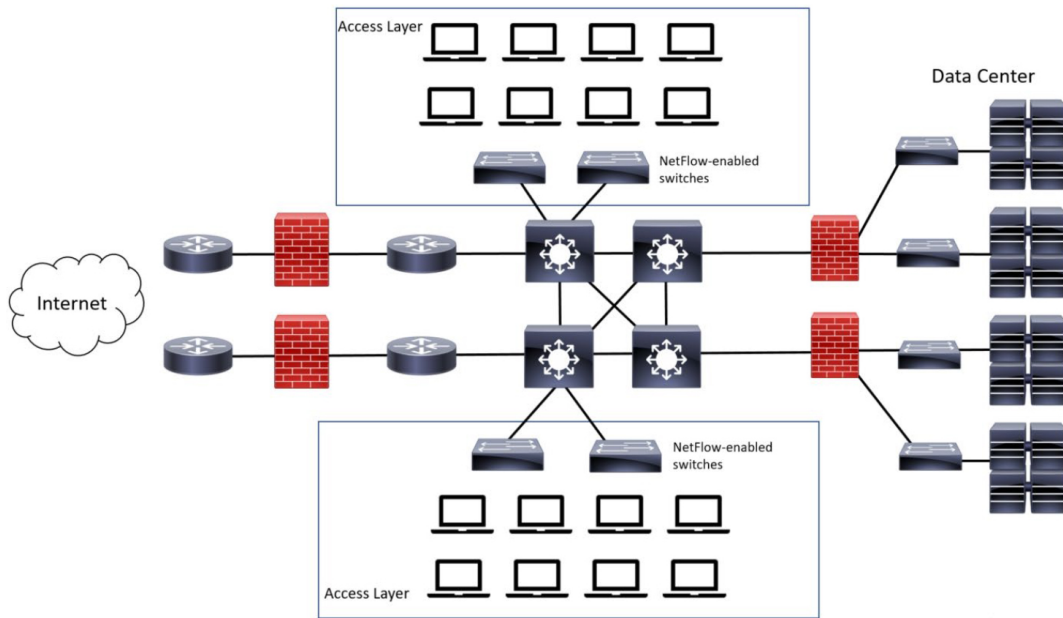 Access Layer
Data Center
NetFlow-enabled
switches
Internet
NetFlow-enabled
switches
Access Layer